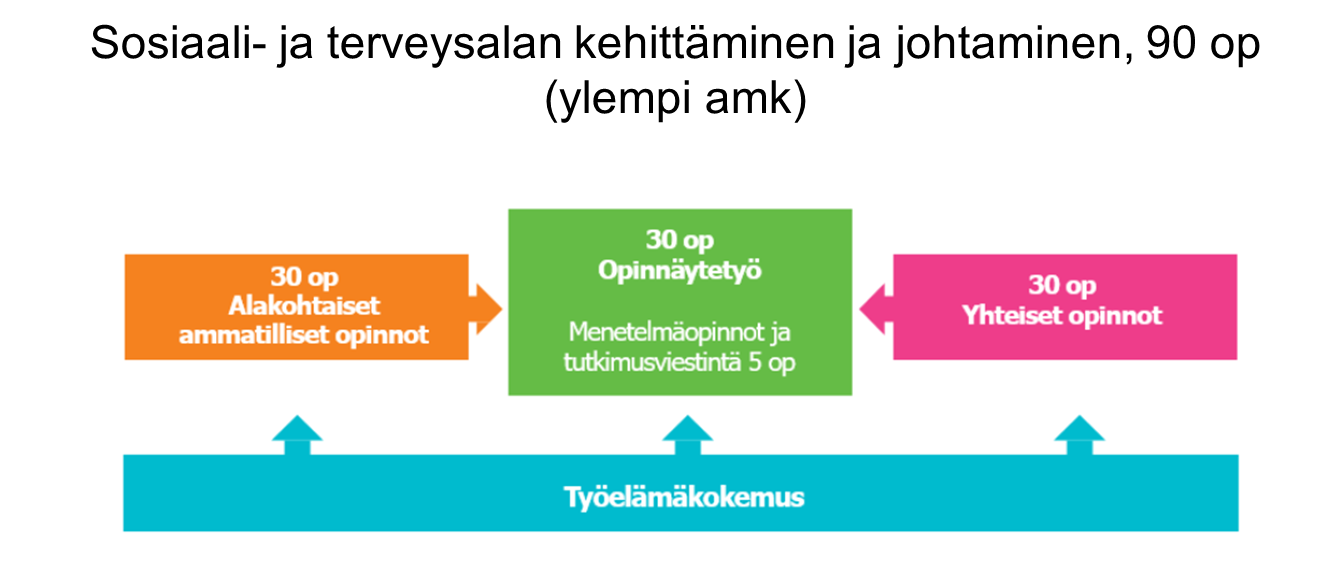 Sosiaali- ja terveysalan kehittäminen ja johtaminen, 90 op
(ylempi amk)
30 op
Alakohtaiset
ammatilliset opinnot
30 op
Opinnäytetyö
Menetelmäopinnot ja
tutkimusviestintä 5 op
30 op
Yhteiset opinnot
Työelämäkokemus